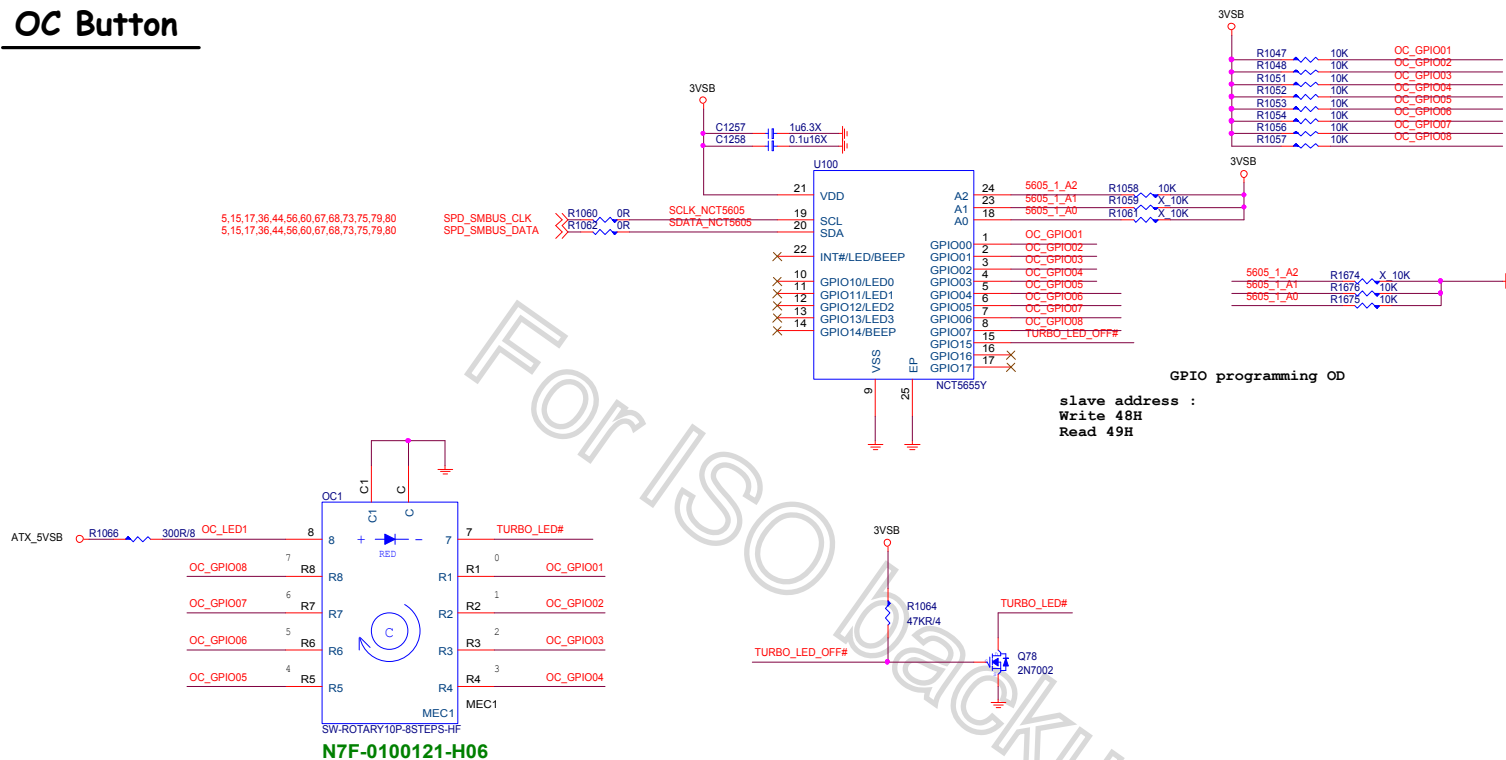 OC Button
3VSB
R1047 10K OC_GPIO01
R1048 10K OC_GPIO02
R1051 10K OC_GPIO03
R1052 10K OC_GPIO04
R1053 10K OC_GPIO05
R1054 10K OC_GPIO06
R1056 10K OC_GPIO07
R1057 10K OC_GPIO08
3VSB
C1257 1u6.3X
C1258 0.1u16X
U100
3VSB
21 VDD
A2 24 5605_1_A2 R1058 10K
A1 23 5605_1_A1 R1059 X_10K
A0 18 5605_1_A0 R1061 X_10K
5,15,17,36,44,56,60,67,68,73,75,79,80 SPD_SMBUS_CLK R1060 0R SCLK_NCT5605 19 SCL
5,15,17,36,44,56,60,67,68,73,75,79,80 SPD_SMBUS_DATA R1062 0R SDATA_NCT5605 20 SDA
22 INT#/LED/BEEP
10 GPIO10/LED0
11 GPIO11/LED1
12 GPIO12/LED2
13 GPIO13/LED3
14 GPIO14/BEEP
GPIO00 1 OC_GPIO01
GPIO01 2 OC_GPIO02
GPIO02 3 OC_GPIO03
GPIO03 4 OC_GPIO04
GPIO04 5 OC_GPIO05
GPIO05 6 OC_GPIO06
GPIO06 7 OC_GPIO07
GPIO07 8 OC_GPIO08
GPIO15 15 TURBO_LED_OFF#
GPIO16 16
GPIO17 17
VSS EP
9 25
NCT5655Y
5605_1_A2 R1674 X_10K
5605_1_A1 R1676 10K
5605_1_A0 R1675 10K
GPIO programming OD
slave address :
Write 48H
Read 49H
For ISO backu
C1 C
OC1
C1 C
ATX_5VSB R1066 300R/8 OC_LED1 8 8 + - 7 7 TURBO_LED#
RED
OC_GPIO08 7 R8 R8 R1 R1 0 OC_GPIO01
OC_GPIO07 6 R7 R7 R2 R2 1 OC_GPIO02
C
OC_GPIO06 5 R6 R6 R3 R3 2 OC_GPIO03
OC_GPIO05 4 R5 R5 R4 R4 3 OC_GPIO04
MEC1 MEC1
SW-ROTARY10P-8STEPS-HF
N7F-0100121-H06
3VSB
R1064
47KR/4
TURBO_LED#
TURBO_LED_OFF#
Q78
2N7002